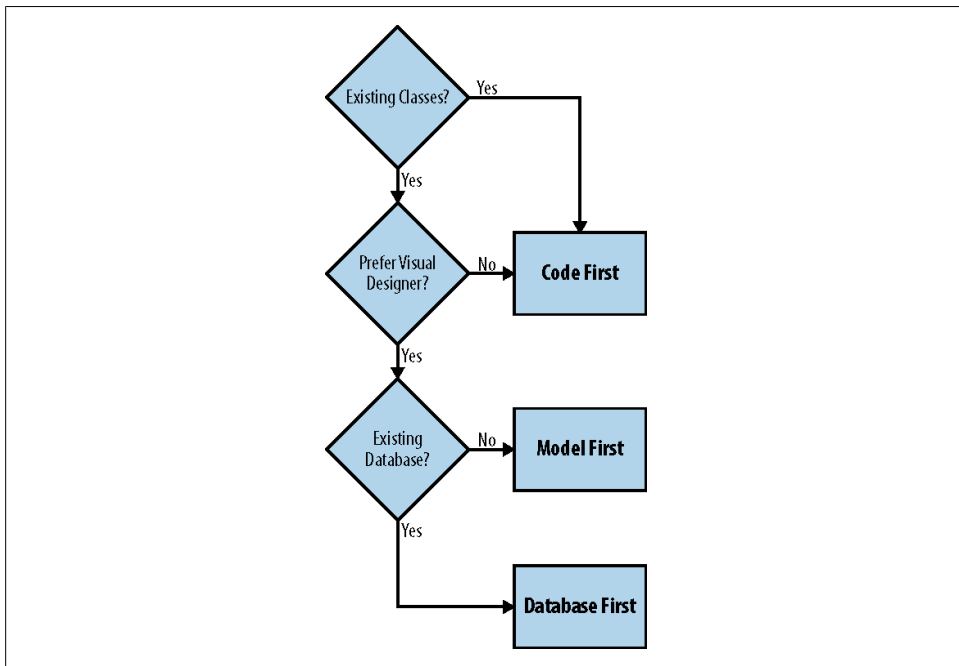 Existing Classes?
Yes
Yes
Prefer Visual
Designer?
No
Code First
Yes
Existing
Database?
No
Model First
Yes
Database First